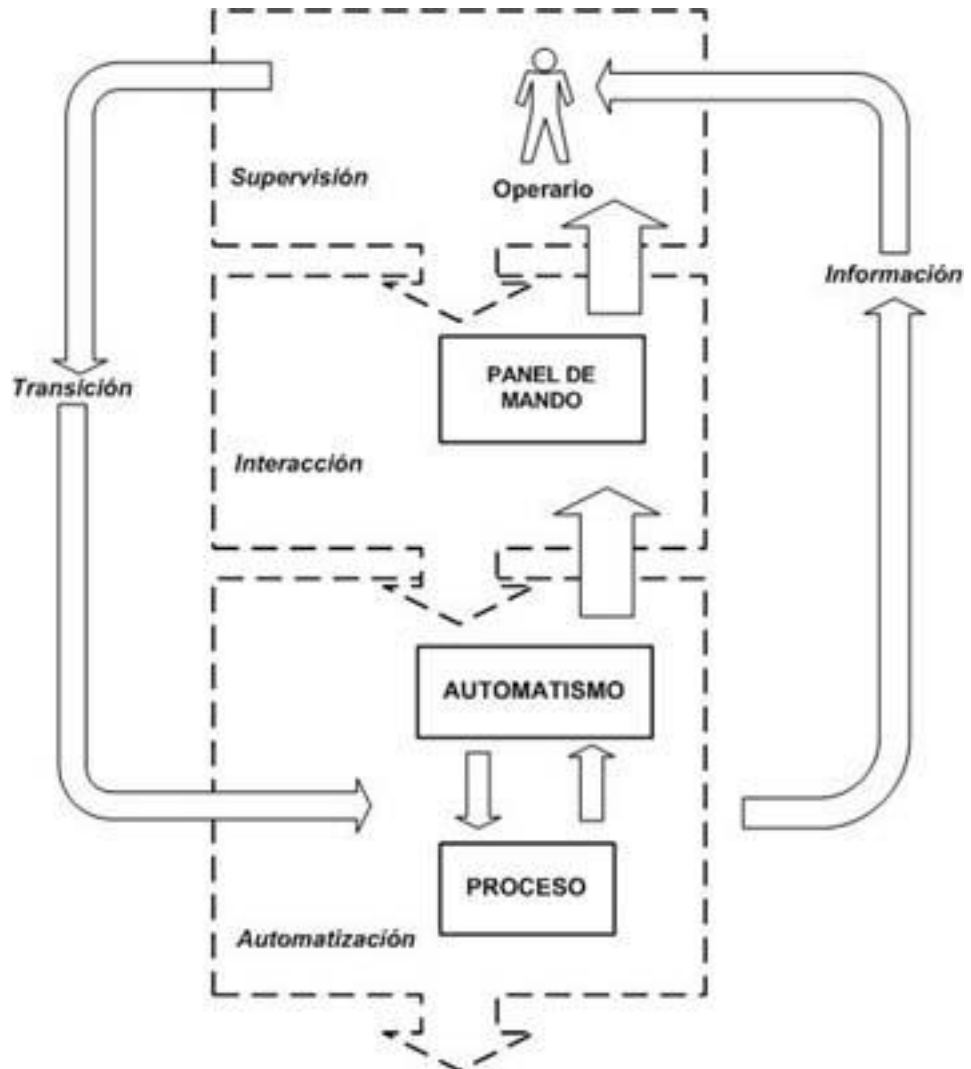 Supervisión
Operario
Información
PANEL DE
MANDO
Transición
Interacción
AUTOMATISMO
PROCESO
Automatización